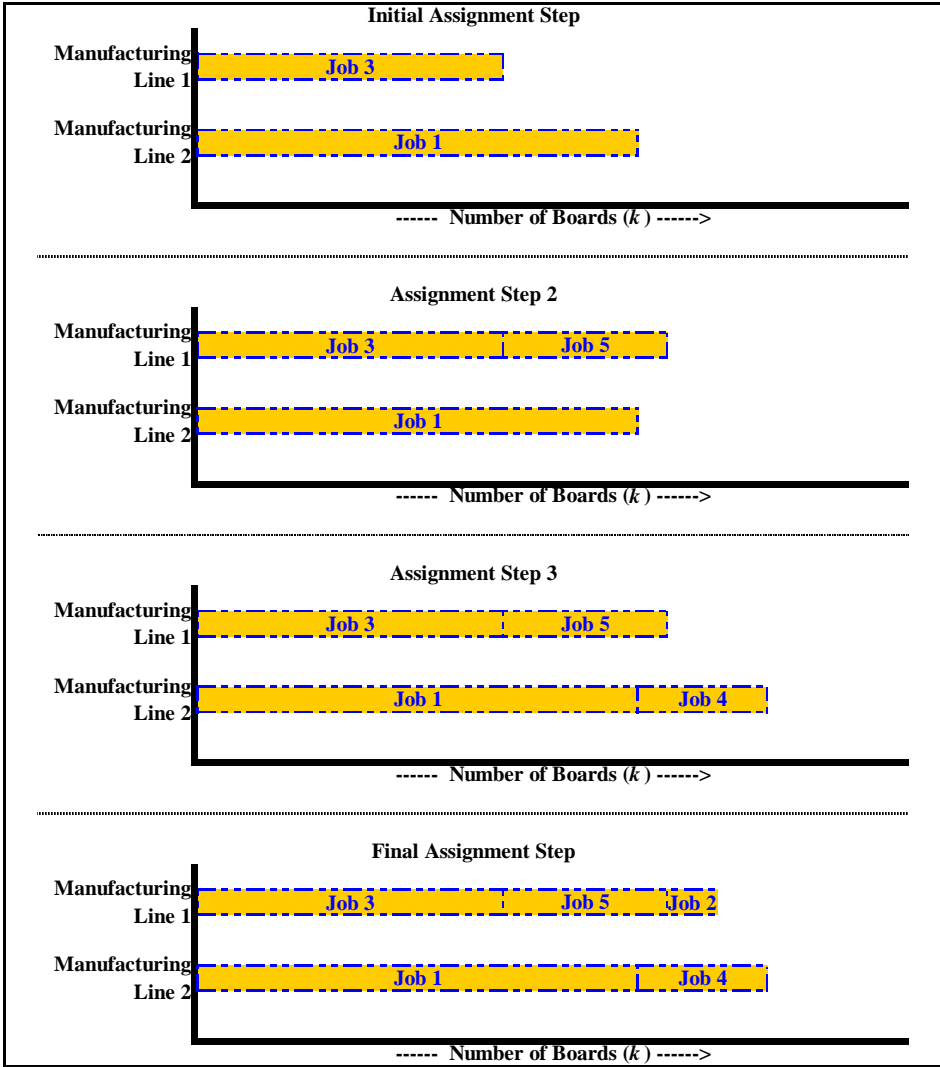 Initial Assignment Step
Manufacturing
Line 1
Job 3
Manufacturing
Line 2
Job 1
------ Number of Boards (k ) ------>
Assignment Step 2
Manufacturing
Line 1
Job 3 Job 5
Manufacturing
Line 2
Job 1
------ Number of Boards (k ) ------>
Assignment Step 3
Manufacturing
Line 1
Job 3 Job 5
Manufacturing
Line 2
Job 1 Job 4
------ Number of Boards (k ) ------>
Final Assignment Step
Manufacturing
Line 1
Job 3 Job 5 Job 2
Manufacturing
Line 2
Job 1 Job 4
------ Number of Boards (k ) ------>